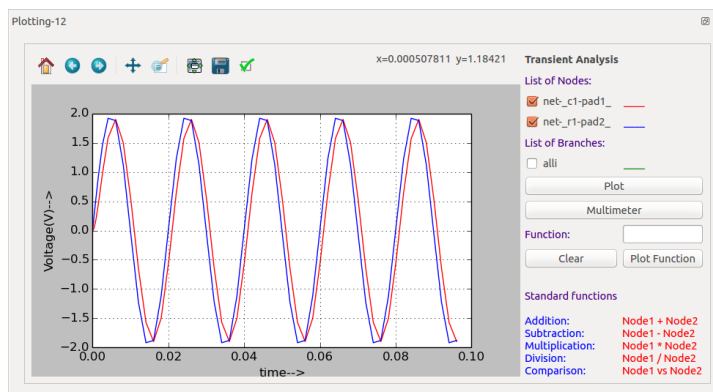 Plotting-12
x=0.000507811 y=1.18421
Transient Analysis
List of Nodes:
net-_c1-pad1_
net-_r1-pad2_
List of Branches:
alli
Plot
Multimeter
Function:
Clear
Plot Function
Standard functions
Addition: Node1 + Node2
Subtraction: Node1 - Node2
Multiplication: Node1 * Node2
Division: Node1 / Node2
Comparison: Node1 vs Node2
Voltage(V)-->
2.0
1.5
1.0
0.5
0.0
−0.5
−1.0
−1.5
−2.0
0.00 0.02 0.04 0.06 0.08 0.10
time-->